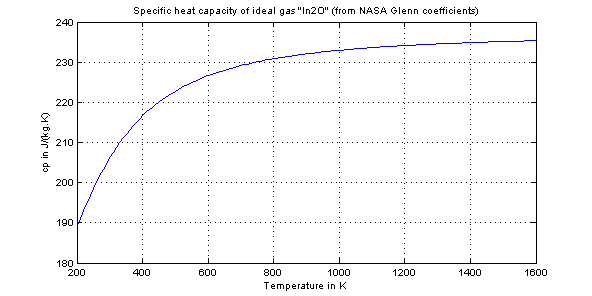 Specific heat capacity of ideal gas "In2O" (from NASA Glenn coefficients)
240
230
220
210
200
190
180
cp in J/(kg.K)
200 400 600 800 1000 1200 1400 1600
Temperature in K